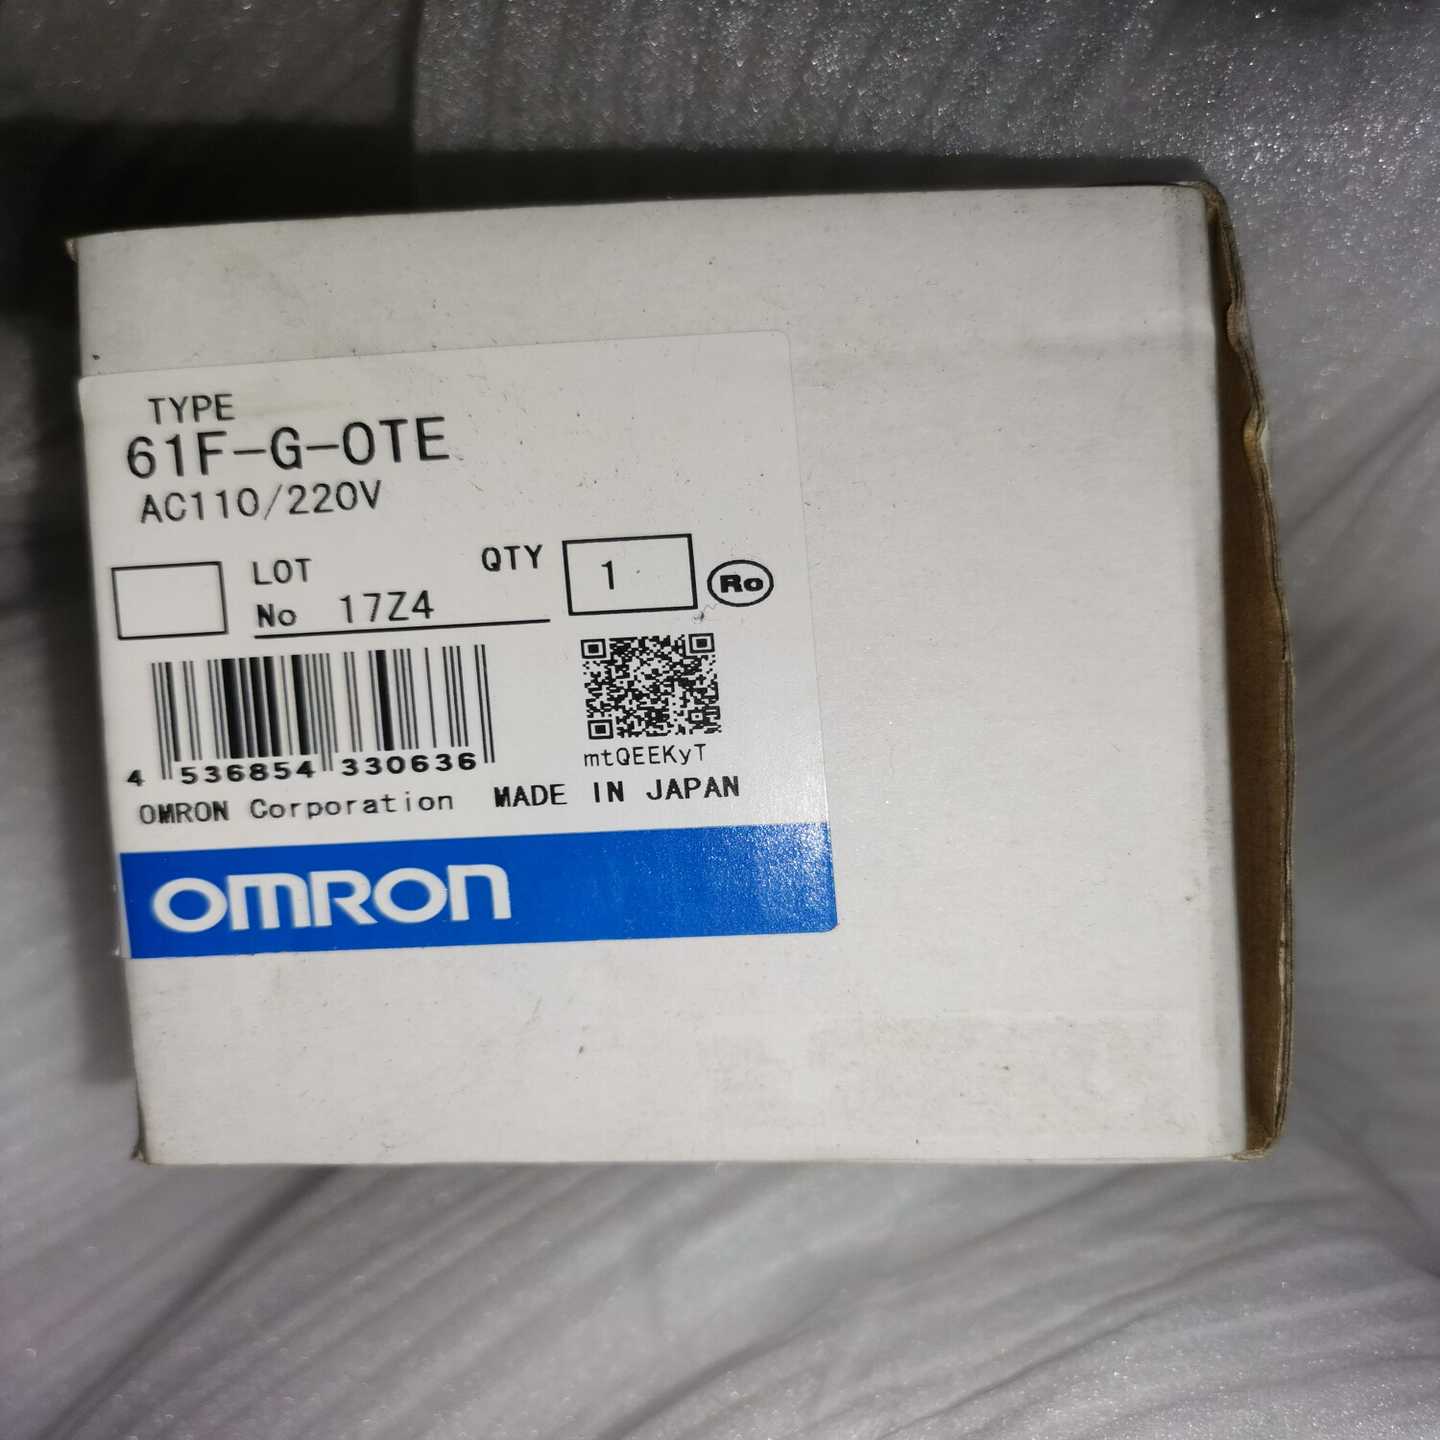 TYPE
61F-G-OTE
AC110/220V
LOT
No 17Z4
QTY 1
Ro
4 536854 330636
mtQEEKyT
OMRON Corporation MADE IN JAPAN
OMRON